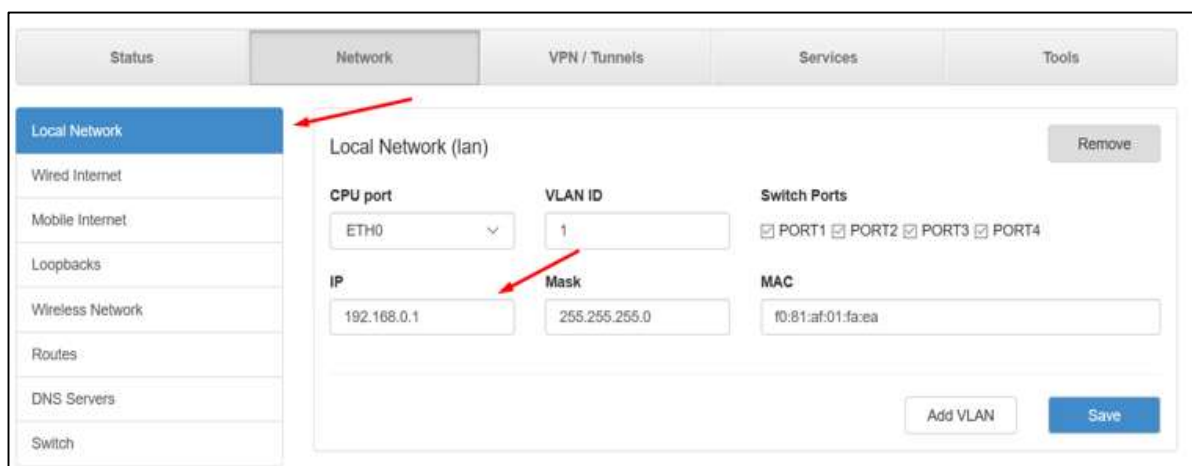 Status Network VPN / Tunnels Services Tools
Local Network
Wired Internet
Mobile Internet
Loopbacks
Wireless Network
Routes
DNS Servers
Switch
Local Network (lan) Remove
CPU port VLAN ID Switch Ports
ETH0 1 PORT1 PORT2 PORT3 PORT4
IP Mask MAC
192.168.0.1 255.255.255.0 f0:81:af:01:fa:ea
Add VLAN Save